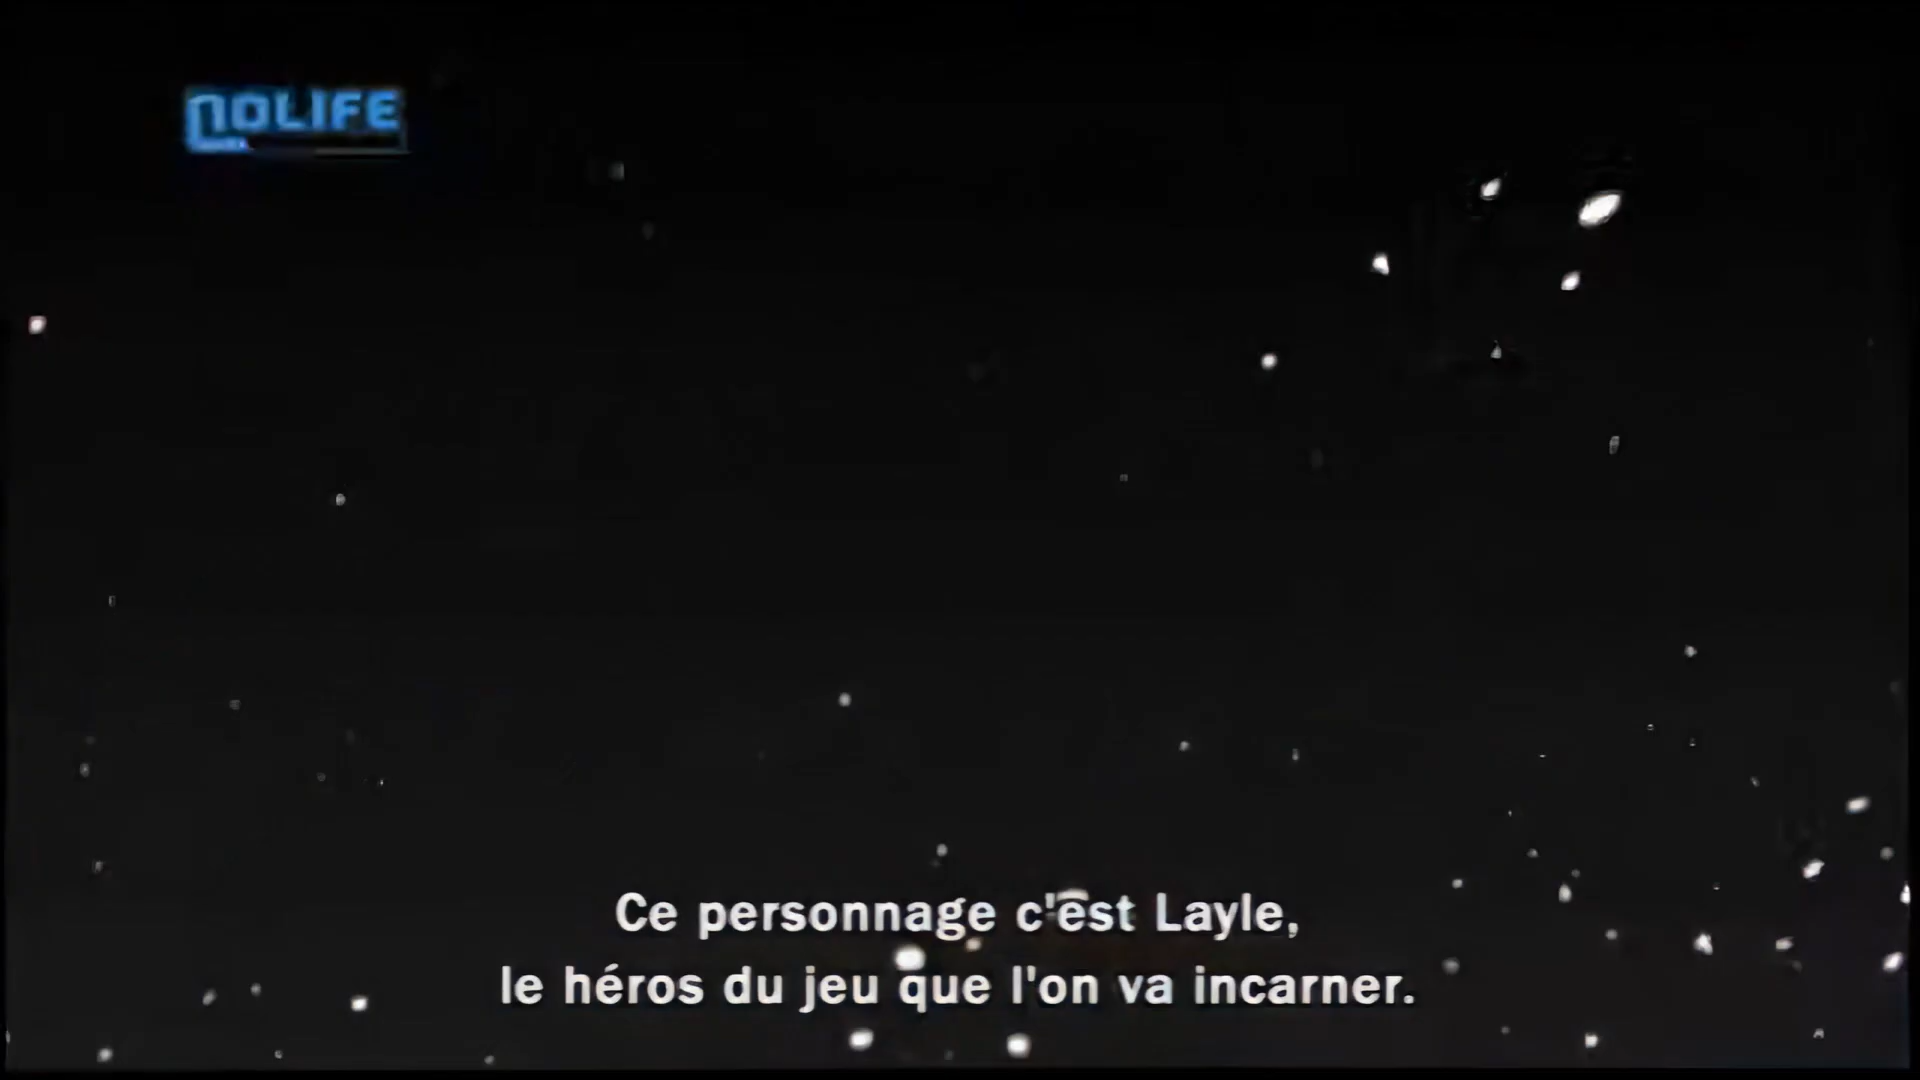 NOLIFE
Ce personnage c'est Layle,
le héros du jeu que l'on va incarner.